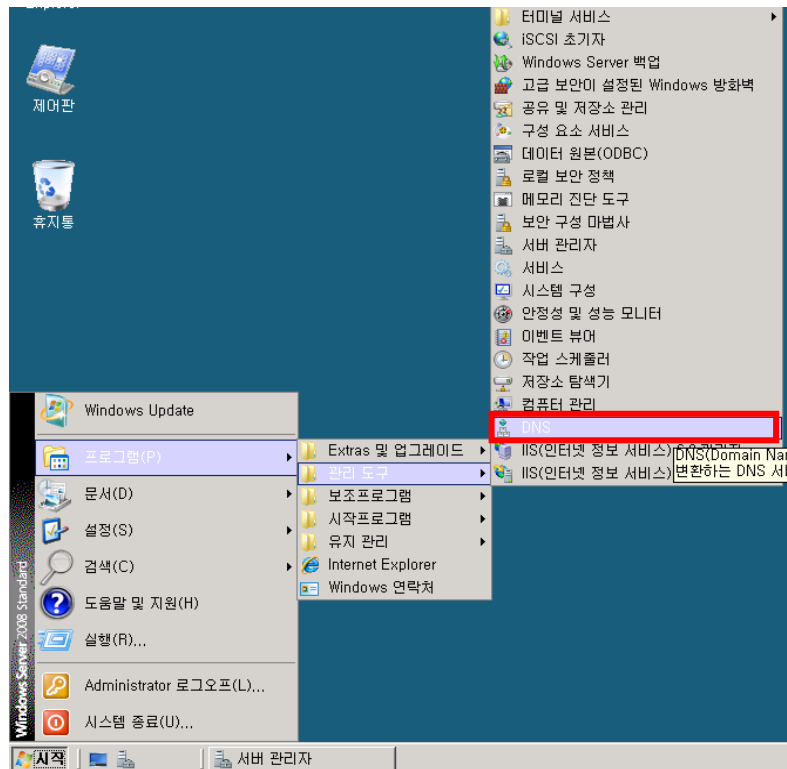 제어판
휴지통
터미널 서비스
iSCSI 초기자
Windows Server 백업
고급 보안이 설정된 Windows 방화벽
공유 및 저장소 관리
구성 요소 서비스
데이터 원본(ODBC)
로컬 보안 정책
메모리 진단 도구
보안 구성 마법사
서버 관리자
서비스
시스템 구성
안정성 및 성능 모니터
이벤트 뷰어
작업 스케줄러
저장소 탐색기
컴퓨터 관리
DNS
IIS(인터넷 정보 서비스)
IIS(인터넷 정보 서비스)
DNS(Domain Nar
변환하는 DNS 서
Extras 및 업그레이드
관리 도구
보조프로그램
시작프로그램
유지 관리
Internet Explorer
Windows 연락처
Windows Update
프로그램(P)
문서(D)
설정(S)
검색(C)
도움말 및 지원(H)
실행(R)...
Administrator 로그오프(L)...
시스템 종료(U)...
Windows Server 2008 Standard
시작
서버 관리자